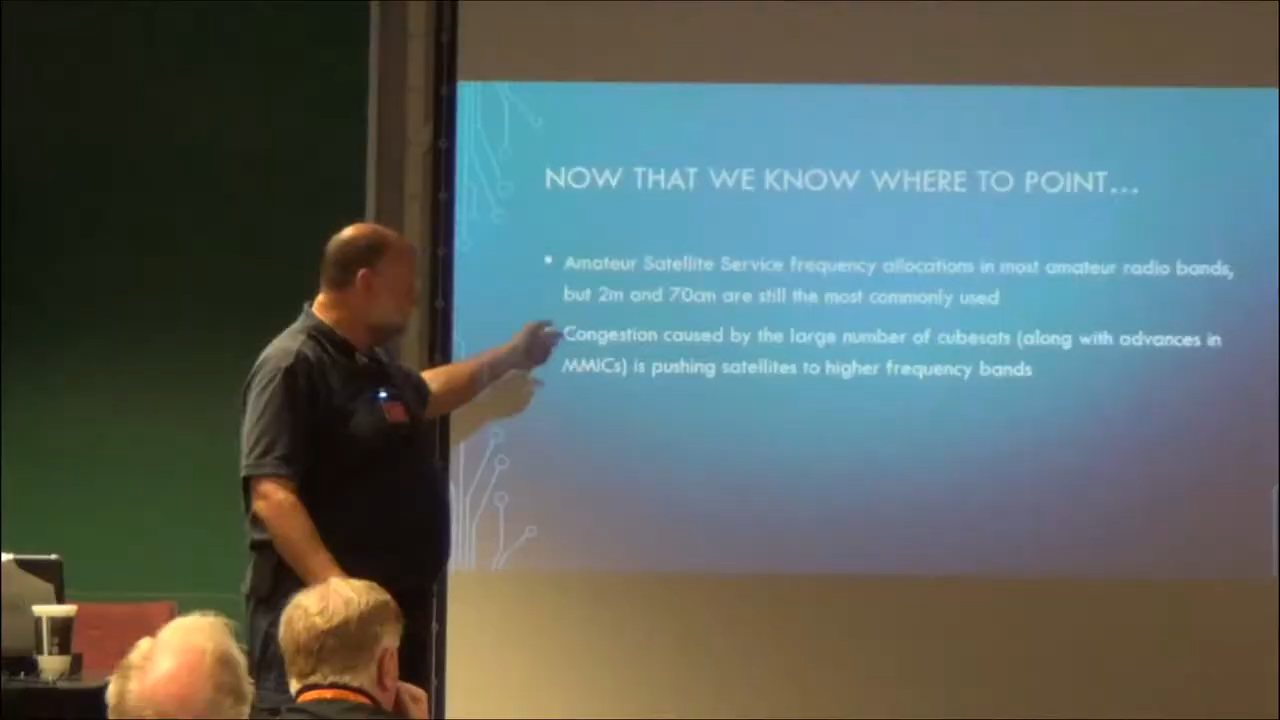 NOW THAT WE KNOW WHERE TO POINT...
• Amateur Satellite Service frequency allocations in most amateur radio bands,
but 2m and 70cm are still the most commonly used
Congestion caused by the large number of cubesats (along with advances in
MMICs) is pushing satellites to higher frequency bands